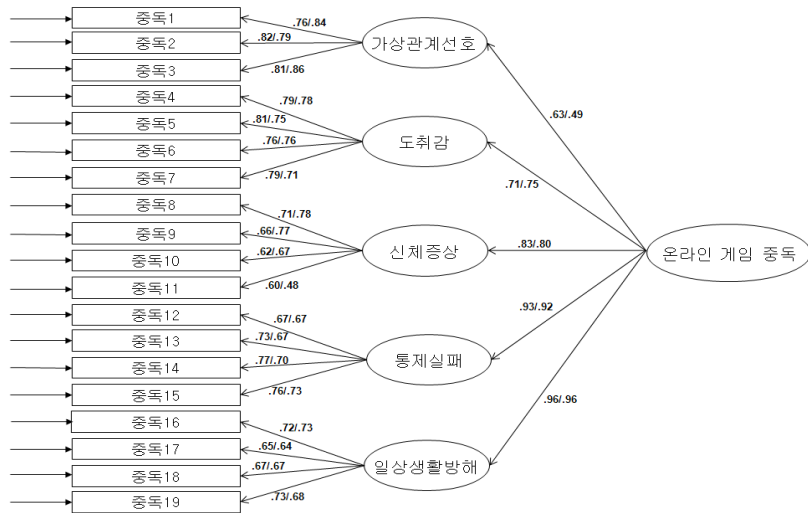 중독1
중독2
중독3
중독4
중독5
중독6
중독7
중독8
중독9
중독10
중독11
중독12
중독13
중독14
중독15
중독16
중독17
중독18
중독19
.76/.84
.82/.79
.81/.86
.79/.78
.81/.75
.76/.76
.79/.71
.71/.78
.66/.77
.62/.67
.60/.48
.67/.67
.73/.67
.77/.70
.76/.73
.72/.73
.65/.64
.67/.67
.73/.68
가상관계선호
도취감
신체증상
통제실패
일상생활방해
.63/.49
.71/.75
.83/.80
.93/.92
.96/.96
온라인 게임 중독